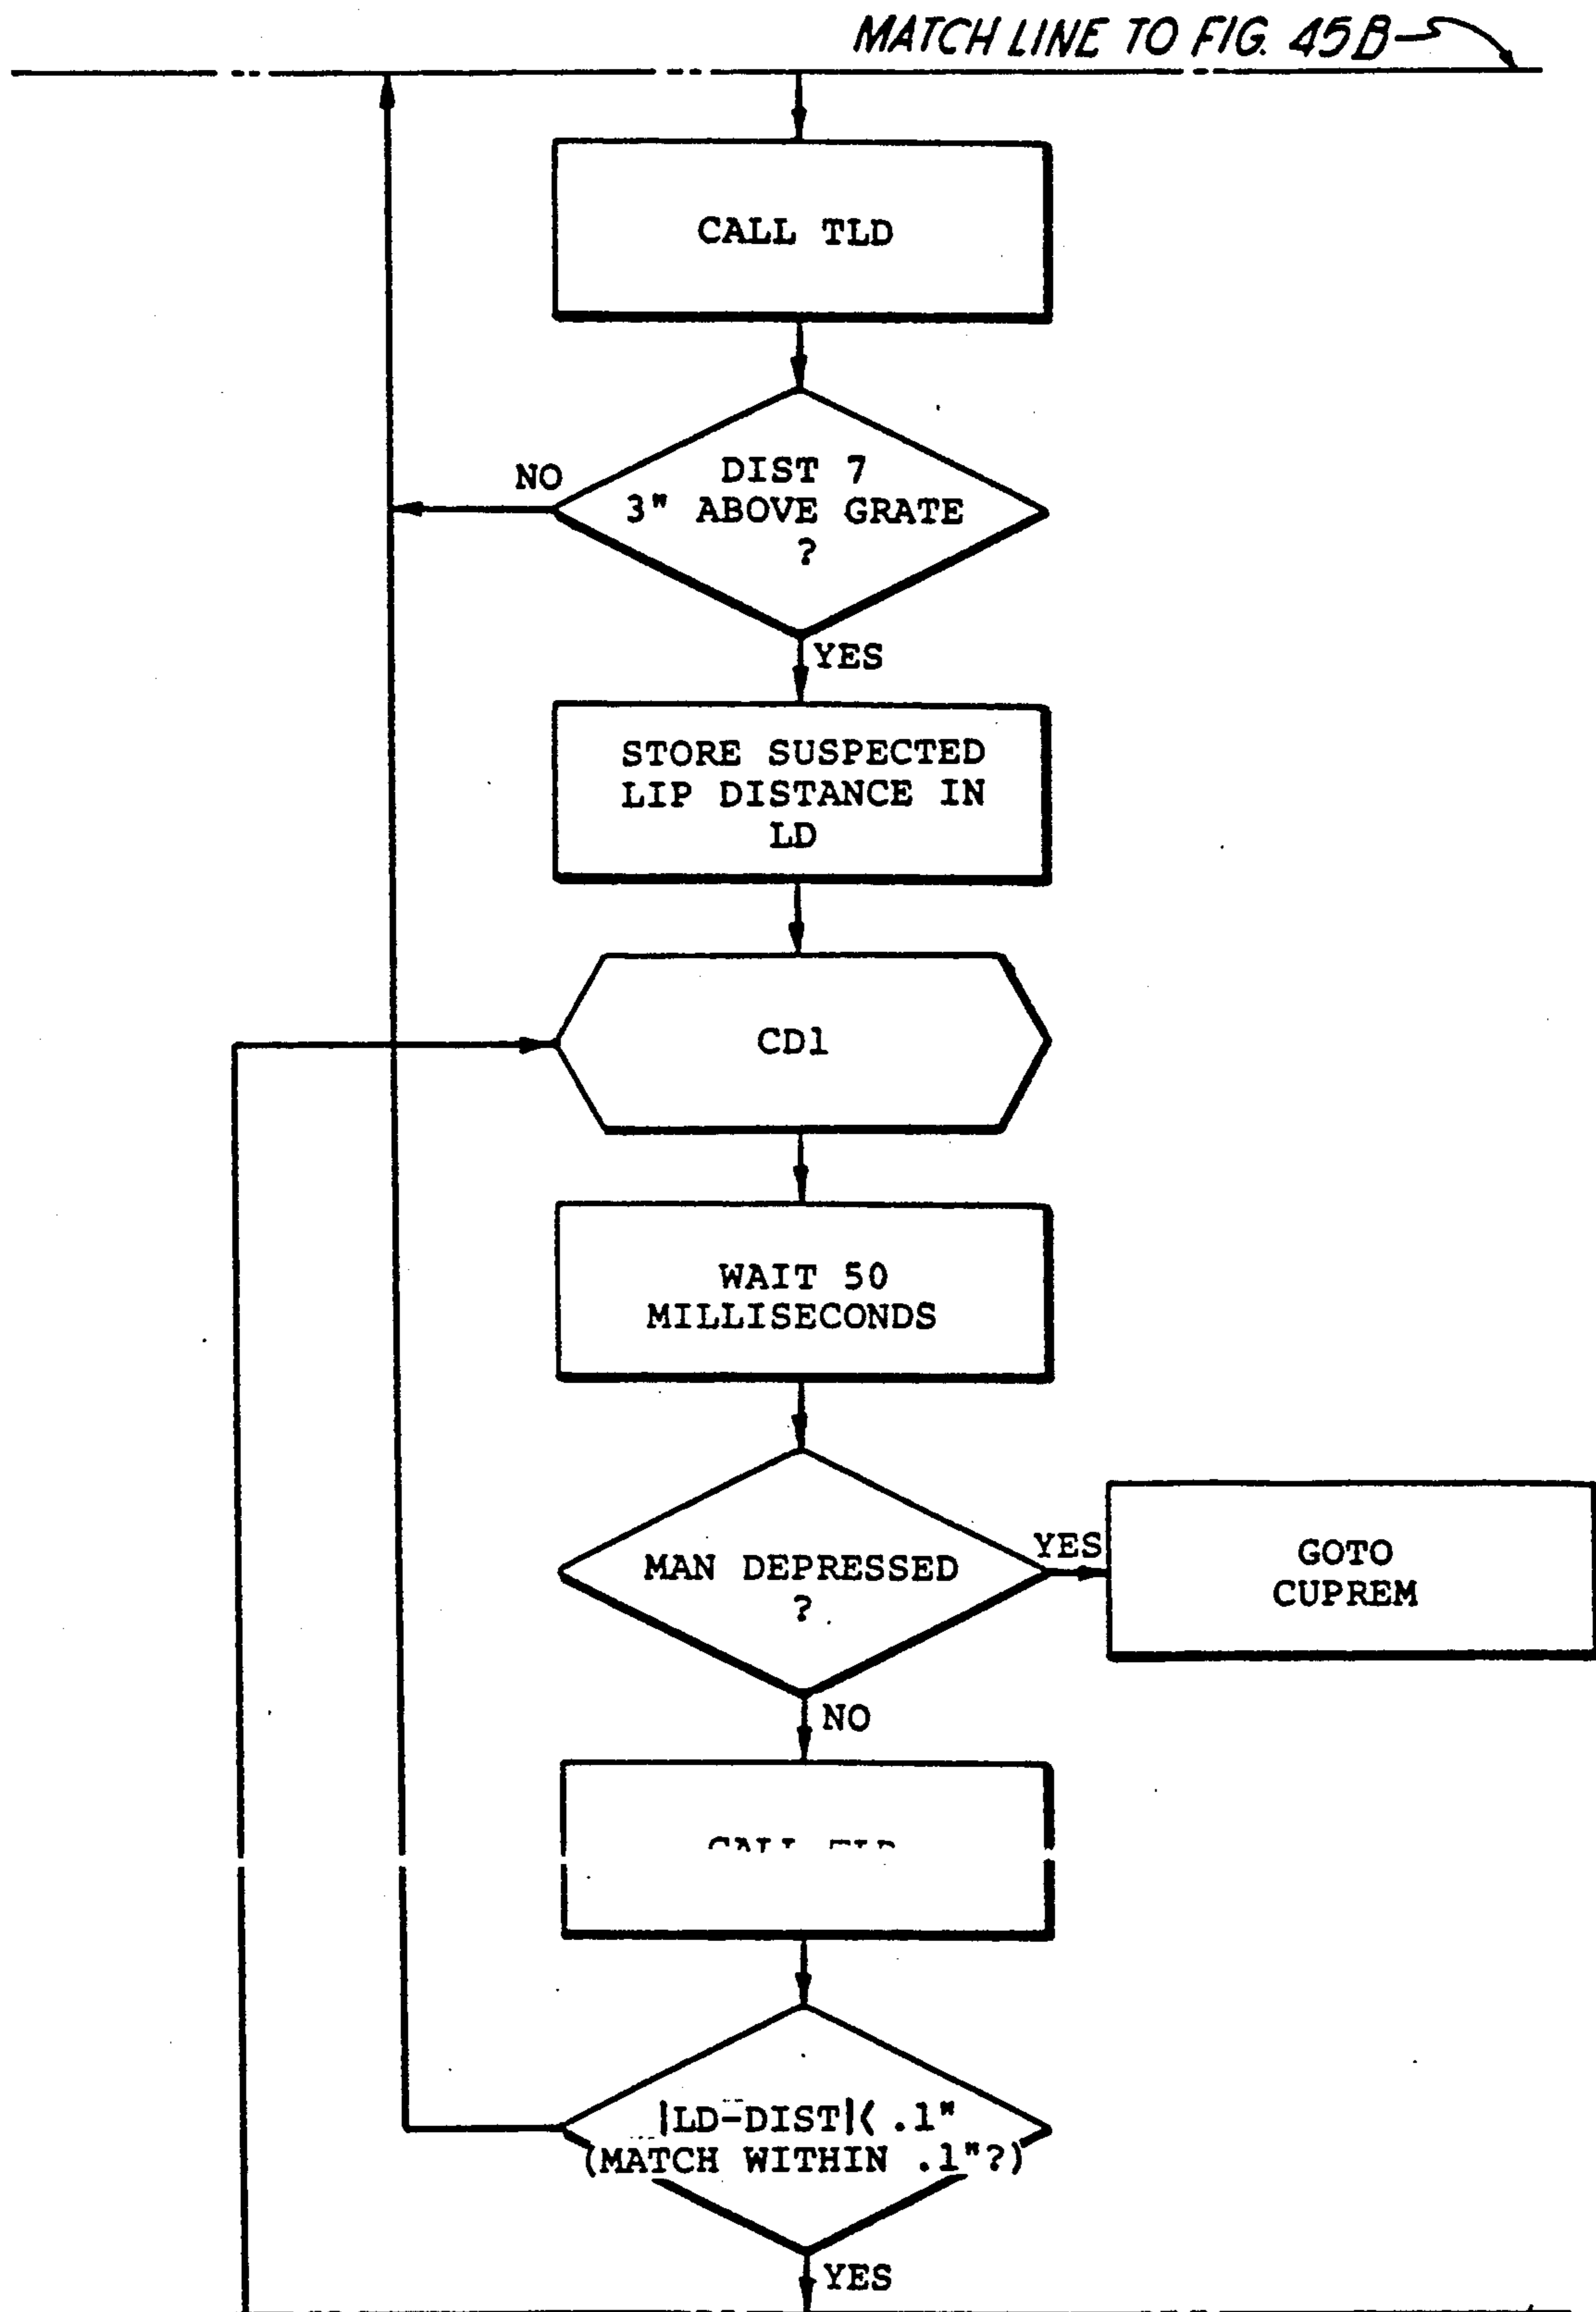 MATCH LINE TO FIG. 45B
CALL TLD
DIST 7
3" ABOVE GRATE
?
NO
YES
STORE SUSPECTED
LIP DISTANCE IN
LD
CD1
WAIT 50
MILLISECONDS
MAN DEPRESSED
?
YES
GOTO
CUPREM
NO
|LD-DIST|< .1"
(MATCH WITHIN .1"?)
YES